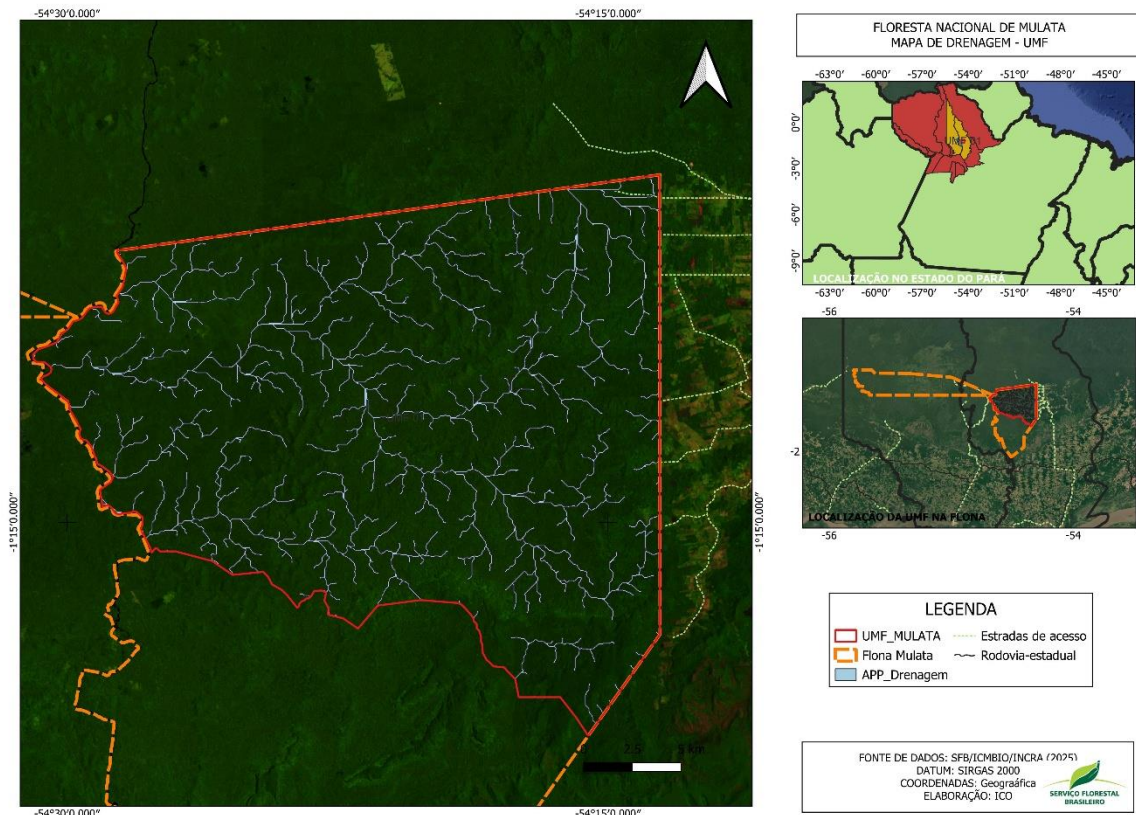 -54°30'0.000"
-54°15'0.000"
-1°15'0.000"
-1°15'0.000"
2.5
5 km
-54°30'0.000"
-54°15'0.000"
FLORESTA NACIONAL DE MULATA
MAPA DE DRENAGEM - UMF
-63°0' -60°0' -57°0' -54°0' -51°0' -48°0' -45°0'
0°0'
-3°0'
-6°0'
-9°0'
LOCALIZAÇÃO NO ESTADO DO PARÁ
-63°0' -60°0' -57°0' -54°0' -51°0' -48°0' -45°0'
-56 -54
-2
LOCALIZAÇÃO DA UMF NA FLONA
-56 -54
LEGENDA
UMF_MULATA
Flona Mulata
APP_Drenagem
Estradas de acesso
Rodovia-estadual
FONTE DE DADOS: SFB/ICMBIO/INCRA (2025)
DATUM: SIRGAS 2000
COORDENADAS: Geograáfica
ELABORAÇÃO: ICO
SERVIÇO FLORESTAL
BRASILEIRO